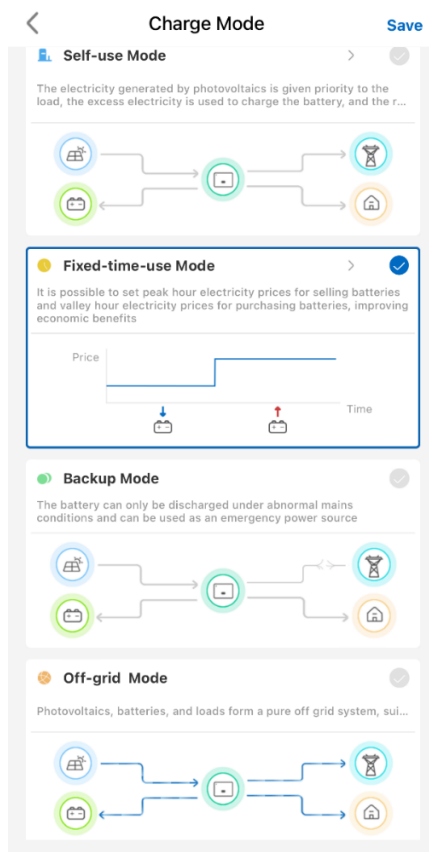 Charge Mode
Save
Self-use Mode
The electricity generated by photovoltaics is given priority to the
load, the excess electricity is used to charge the battery, and the r...
Fixed-time-use Mode
It is possible to set peak hour electricity prices for selling batteries
and valley hour electricity prices for purchasing batteries, improving
economic benefits
Price
Time
Backup Mode
The battery can only be discharged under abnormal mains
conditions and can be used as an emergency power source
Off-grid Mode
Photovoltaics, batteries, and loads form a pure off grid system, sui...